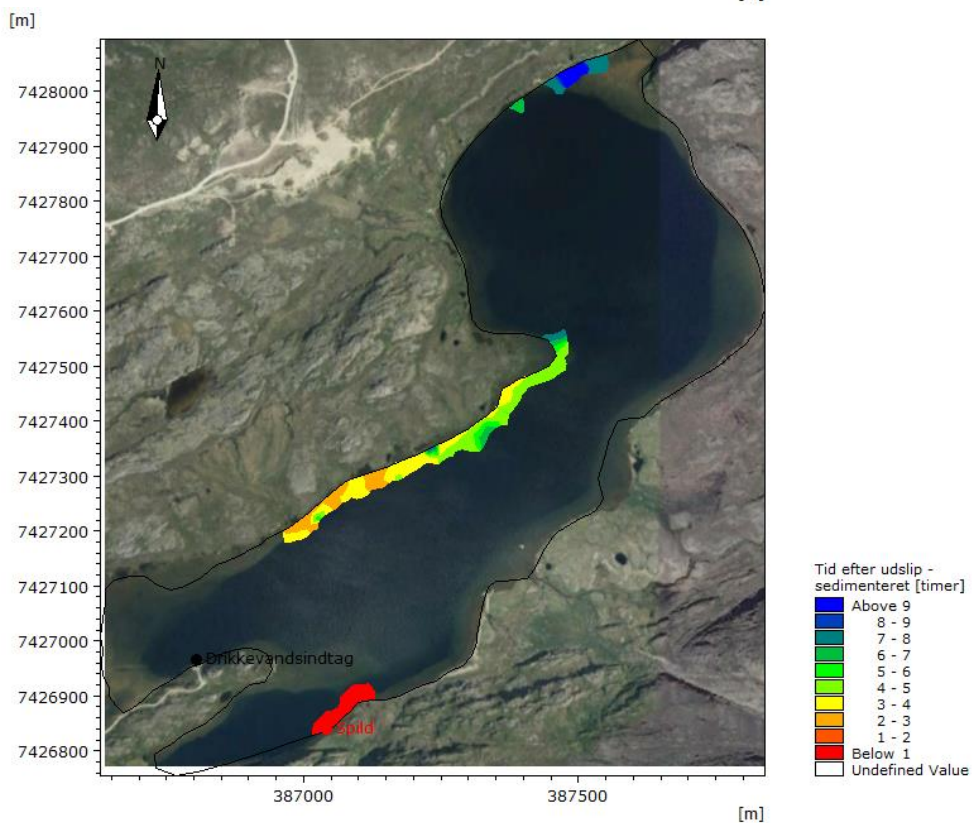 [m]
N
7428000
7427900
7427800
7427700
7427600
7427500
7427400
7427300
7427200
7427100
7427000
7426900
7426800
Drikkevandsindtag
Spild
387000
387500
[m]
Tid efter udslip -
sedimenteret [timer]
Above 9
8 - 9
7 - 8
6 - 7
5 - 6
4 - 5
3 - 4
2 - 3
1 - 2
Below 1
Undefined Value